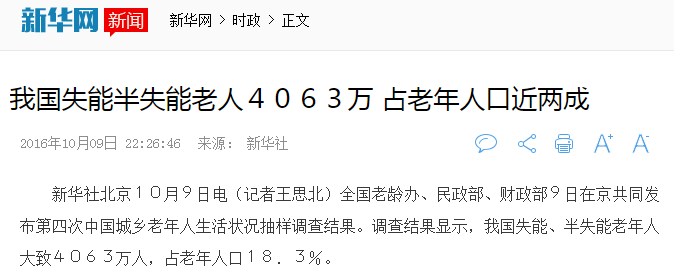 新华网 新闻 新华网 > 时政 > 正文
我国失能半失能老人４０６３万 占老年人口近两成
2016年10月09日 22:26:46 来源： 新华社 A+ A-
新华社北京１０月９日电（记者王思北）全国老龄办、民政部、财政部９日在京共同发
布第四次中国城乡老年人生活状况抽样调查结果。调查结果显示，我国失能、半失能老年人
大致４０６３万人，占老年人口１８．３％。